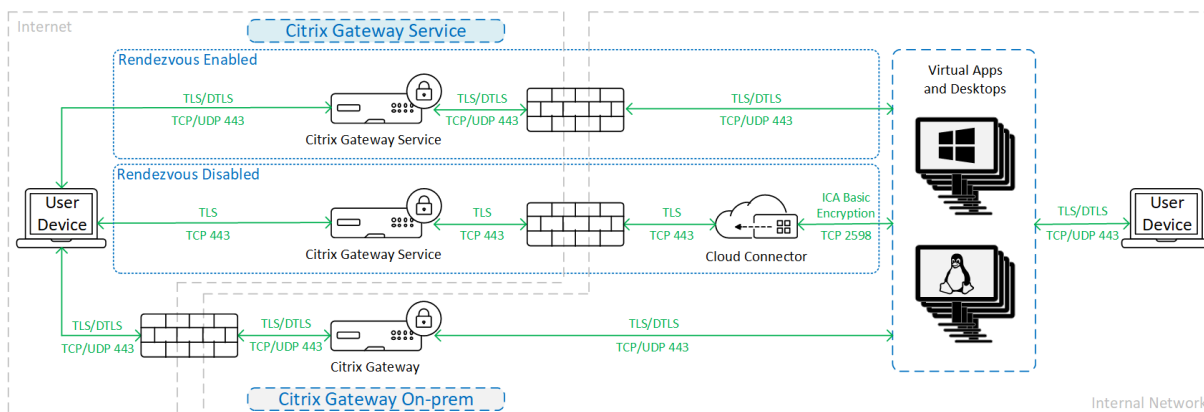 Internet
Citrix Gateway Service
Rendezvous Enabled
TLS/DTLS
TCP/UDP 443
Citrix Gateway Service
TLS/DTLS
TCP/UDP 443
TLS/DTLS
TCP/UDP 443
Virtual Apps
and Desktops
Rendezvous Disabled
User
Device
TLS
TCP 443
Citrix Gateway Service
TLS
TCP 443
TLS
TCP 443
Cloud Connector
ICA Basic
Encryption
TCP 2598
TLS/DTLS
TCP/UDP 443
User
Device
TLS/DTLS
TCP/UDP 443
TLS/DTLS
TCP/UDP 443
Citrix Gateway
TLS/DTLS
TCP/UDP 443
Citrix Gateway On-prem
Internal Network